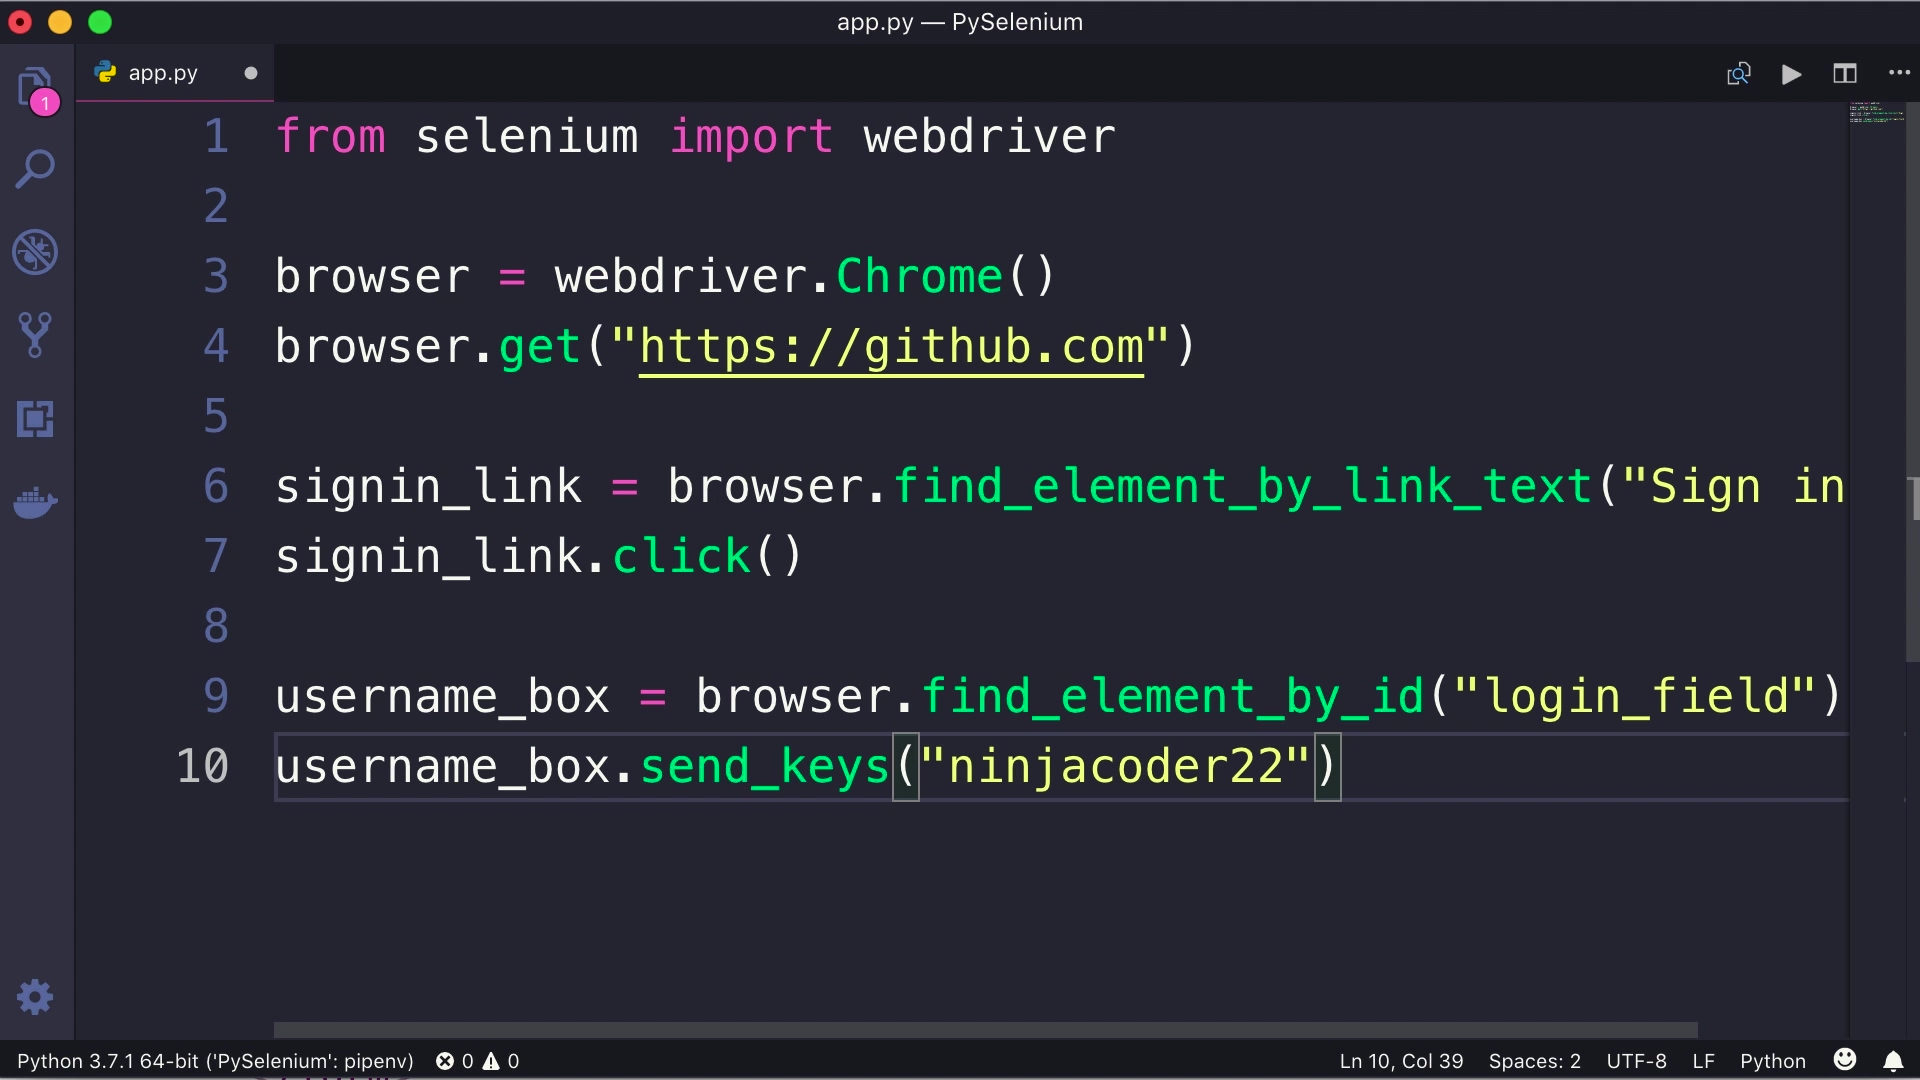 app.py — PySelenium
app.py
1
1 from selenium import webdriver
2
3 browser = webdriver.Chrome()
4 browser.get("https://github.com")
5
6 signin_link = browser.find_element_by_link_text("Sign in
7 signin_link.click()
8
9 username_box = browser.find_element_by_id("login_field")
10 username_box.send_keys("ninjacoder22")
Python 3.7.1 64-bit ('PySelenium': pipenv) 0 0 Ln 10, Col 39 Spaces: 2 UTF-8 LF Python